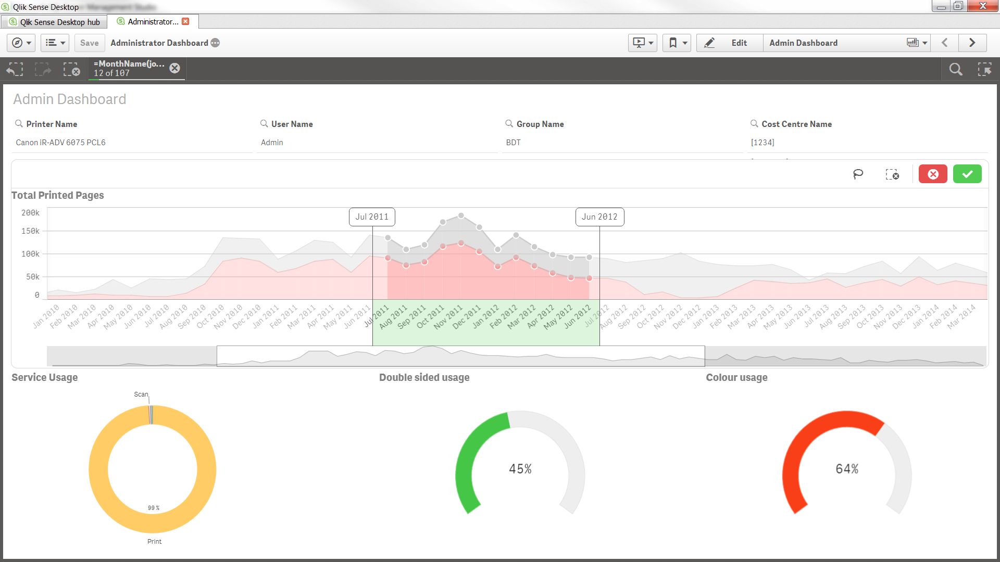 Qlik Sense Desktop
Qlik Sense Desktop hub
Administrator...
Save
Administrator Dashboard
Edit
Admin Dashboard
=MonthName(jo...
12 of 107
Admin Dashboard
Printer Name
User Name
Group Name
Cost Centre Name
Canon iR-ADV 6075 PCL6
Admin
BDT
[1234]
Total Printed Pages
200k
150k
100k
50k
0
Jul 2011
Jun 2012
Jan 2010
Feb 2010
Mar 2010
Apr 2010
May 2010
Jun 2010
Jul 2010
Aug 2010
Sep 2010
Oct 2010
Nov 2010
Dec 2010
Jan 2011
Feb 2011
Mar 2011
Apr 2011
May 2011
Jun 2011
Jul 2011
Aug 2011
Sep 2011
Oct 2011
Nov 2011
Dec 2011
Jan 2012
Feb 2012
Mar 2012
Apr 2012
May 2012
Jun 2012
Jul 2012
Aug 2012
Sep 2012
Oct 2012
Nov 2012
Dec 2012
Jan 2013
Feb 2013
Mar 2013
Apr 2013
May 2013
Jun 2013
Jul 2013
Aug 2013
Sep 2013
Oct 2013
Nov 2013
Dec 2013
Jan 2014
Feb 2014
Mar 2014
Service Usage
Double sided usage
Colour usage
Scan
99 %
Print
45%
64%